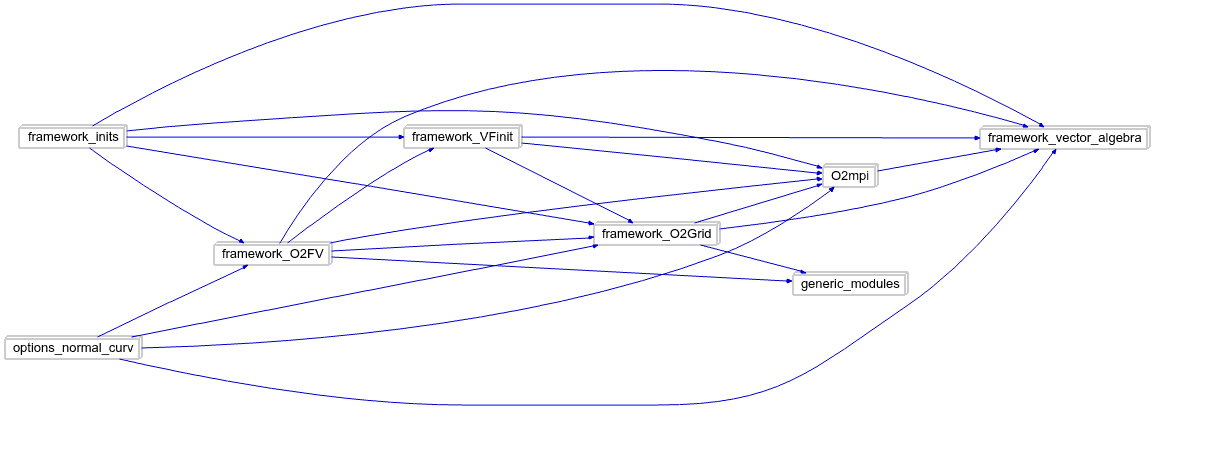 framework_inits
framework_VFinit
framework_vector_algebra
O2mpi
framework_O2Grid
framework_O2FV
generic_modules
options_normal_curv